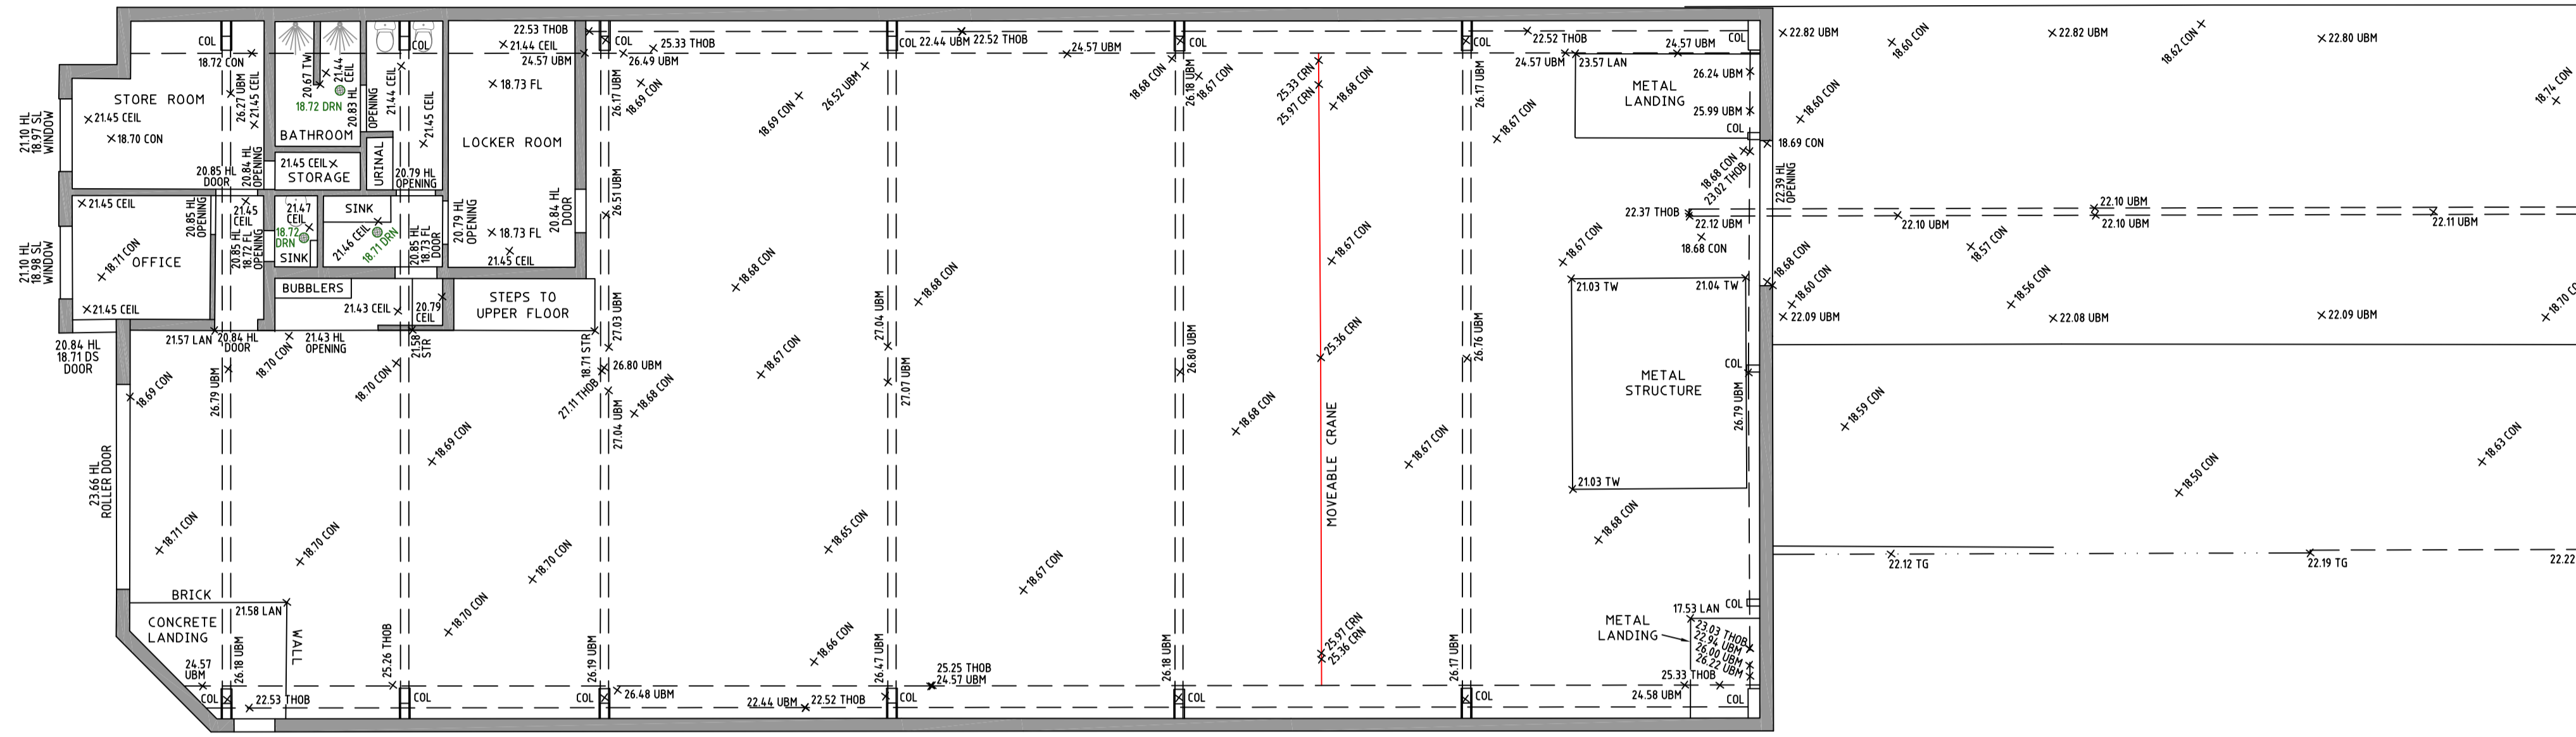 22.53 THOB
COL
COL
COL
25.33 THOB
COL
22.44 UBM
22.52 THOB
24.57 UBM
COL
COL
22.52 THOB
24.57 UBM
COL
22.82 UBM
18.60 CON
22.82 UBM
18.62 CON
22.80 UBM
18.72 CON
26.27 UBM
21.45 CEIL
20.67 TW
21.44
CEIL
20.83 HL
OPENING
21.44 CEIL
21.45 CEIL
21.44 CEIL
24.57 UBM
26.49 UBM
26.17 UBM
18.69 CON
18.69 CON
26.52 UBM
18.68 CON
26.18 UBM
18.67 CON
25.33 CRN
25.97 CRN
18.68 CON
26.17 UBM
18.67 CON
24.57 UBM
23.57 LAN
METAL
LANDING
26.24 UBM
25.99 UBM
COL
18.60 CON
18.74 CON
STORE ROOM
21.45 CEIL
18.70 CON
21.10 HL
18.97 SL
WINDOW
18.72 DRN
BATHROOM
18.73 FL
LOCKER ROOM
18.69 CON
18.68 CON
23.02 THOB
22.39 HL
OPENING
20.85 HL
DOOR
20.84 HL
OPENING
21.45 CEIL
STORAGE
URINAL
20.79 HL
OPENING
26.51 UBM
21.45 CEIL
20.85 HL
OPENING
21.45
CEIL
21.47
CEIL
SINK
20.79 HL
OPENING
20.84 HL
DOOR
22.37 THOB
22.12 UBM
18.68 CON
22.10 UBM
22.10 UBM
22.10 UBM
22.11 UBM
18.57 CON
21.10 HL
18.98 SL
WINDOW
18.71 CON
OFFICE
20.85 HL
18.72 FL
OPENING
18.72
DRN
SINK
21.46 CEIL
18.71 DRN
20.85 HL
18.73 FL
DOOR
18.73 FL
21.45 CEIL
18.68 CON
18.68 CON
18.67 CON
18.67 CON
18.68 CON
18.60 CON
18.56 CON
21.45 CEIL
BUBBLERS
21.43 CEIL
20.79
CEIL
STEPS TO
UPPER FLOOR
27.03 UBM
27.04 UBM
21.03 TW
21.04 TW
22.09 UBM
22.08 UBM
22.09 UBM
20.84 HL
18.71 DS
DOOR
21.57 LAN
20.84 HL
DOOR
18.70 CON
21.43 HL
OPENING
21.58
STR
18.71 STR
26.80 UBM
18.67 CON
26.80 UBM
25.36 CRN
26.76 UBM
18.69 CON
26.79 UBM
18.70 CON
27.11 THOB
27.04 UBM
18.68 CON
27.07 UBM
18.68 CON
MOVEABLE CRANE
18.67 CON
METAL
STRUCTURE
COL
26.79 UBM
18.59 CON
18.69 CON
23.66 HL
ROLLER DOOR
21.03 TW
18.50 CON
18.63 CON
18.71 CON
18.70 CON
18.70 CON
18.65 CON
18.67 CON
18.68 CON
22.12 TG
22.19 TG
BRICK
21.58 LAN
CONCRETE
LANDING
WALL
18.70 CON
18.66 CON
25.97 CRN
25.36 CRN
17.53 LAN
COL
METAL
LANDING
23.03 THOB
22.94 UBM
26.00 UBM
26.22 UBM
24.57
UBM
26.18 UBM
25.26 THOB
26.19 UBM
26.47 UBM
25.25 THOB
24.57 UBM
26.18 UBM
26.17 UBM
25.33 THOB
COL
22.53 THOB
COL
COL
26.48 UBM
22.44 UBM
22.52 THOB
COL
COL
COL
24.58 UBM
COL